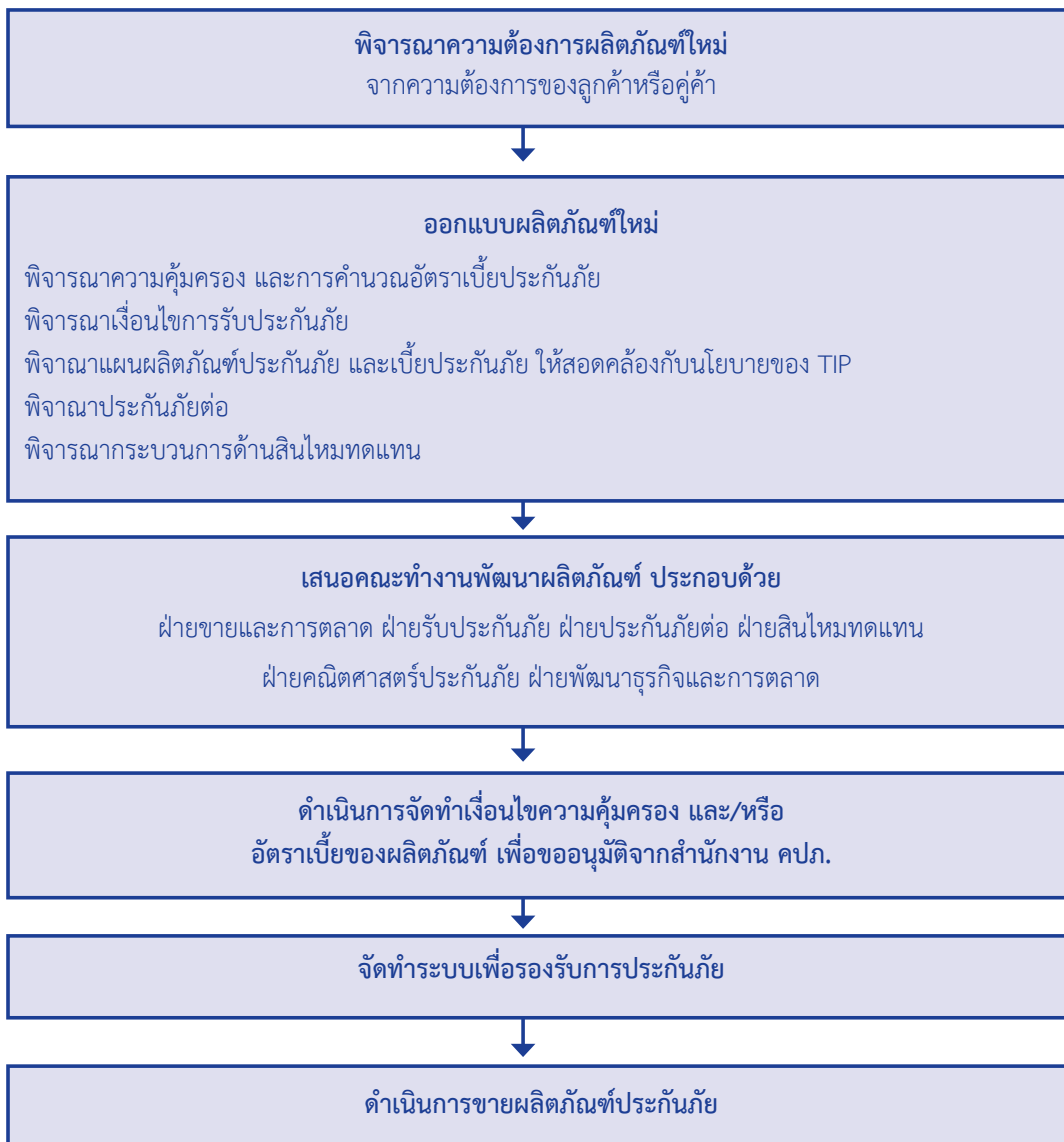 พิจารณาความต้องการผลิตภัณฑ์ใหม่
จากความต้องการของลูกค้าหรือคู่ค้า
ออกแบบผลิตภัณฑ์ใหม่
พิจารณาความคุ้มครอง และการคำนวณอัตราเบี้ยประกันภัย
พิจารณาเงื่อนไขการรับประกันภัย
พิจาณาแผนผลิตภัณฑ์ประกันภัย และเบี้ยประกันภัย ให้สอดคล้องกับนโยบายของ TIP
พิจาณาประกันภัยต่อ
พิจารณากระบวนการด้านสินไหมทดแทน
เสนอคณะทำงานพัฒนาผลิตภัณฑ์ ประกอบด้วย
ฝ่ายขายและการตลาด ฝ่ายรับประกันภัย ฝ่ายประกันภัยต่อ ฝ่ายสินไหมทดแทน
ฝ่ายคณิตศาสตร์ประกันภัย ฝ่ายพัฒนาธุรกิจและการตลาด
ดำเนินการจัดทำเงื่อนไขความคุ้มครอง และ/หรือ
อัตราเบี้ยของผลิตภัณฑ์ เพื่อขออนุมัติจากสำนักงาน คปภ.
จัดทำระบบเพื่อรองรับการประกันภัย
ดำเนินการขายผลิตภัณฑ์ประกันภัย